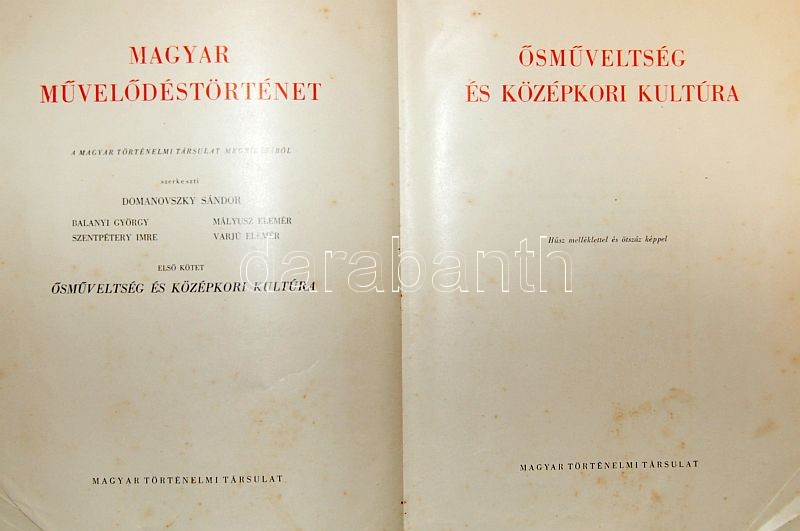 MAGYAR
MŰVELŐDÉSTÖRTÉNET
A MAGYAR TÖRTÉNELMI TÁRSULAT MEGBÍZÁSÁBÓL
szerkeszti
DOMANOVSZKY SÁNDOR
BALANYI GYÖRGY MÁLYUSZ ELEMÉR
SZENTPÉTERY IMRE VARJÚ ELEMÉR
ELSŐ KÖTET
ŐSMŰVELTSÉG ÉS KÖZÉPKORI KULTÚRA
MAGYAR TÖRTÉNELMI TÁRSULAT
ŐSMŰVELTSÉG
ÉS KÖZÉPKORI KULTÚRA
Húsz melléklettel és ötszáz képpel
MAGYAR TÖRTÉNELMI TÁRSULAT
darabanth